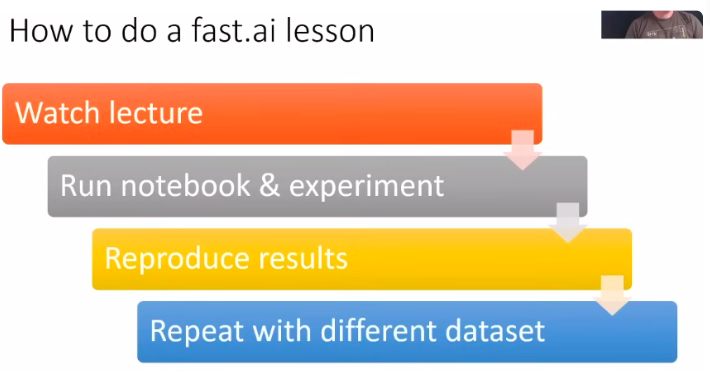 How to do a fast.ai lesson
Watch lecture
Run notebook & experiment
Reproduce results
Repeat with different dataset